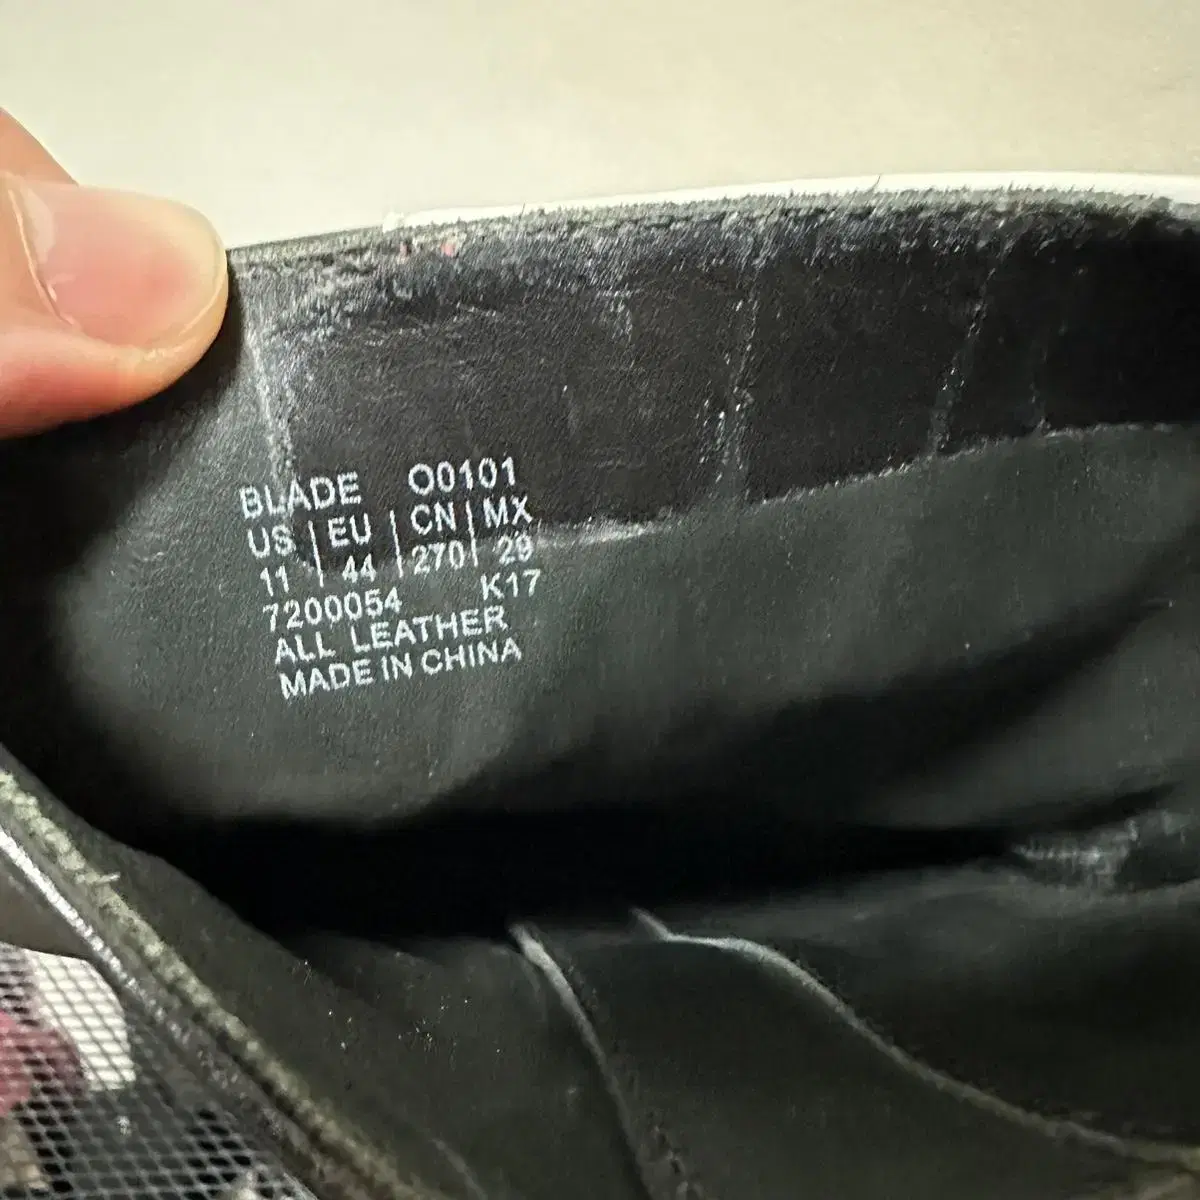 BLADE O0101
US | EU | CN | MX
11 | 44 | 270 | 29
7200054 K17
ALL LEATHER
MADE IN CHINA